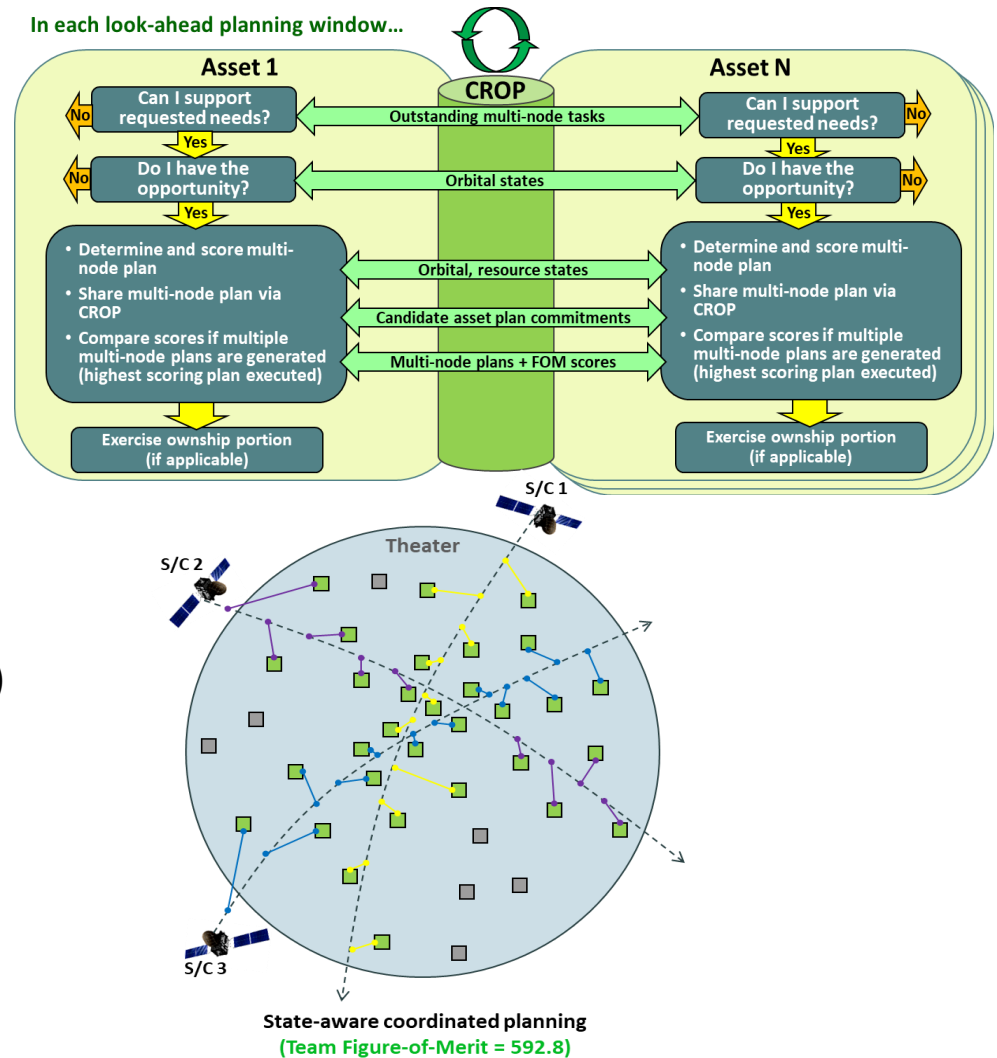 In each look-ahead planning window…
Asset 1
Can I support
requested needs?
No
Yes
Do I have the
opportunity?
No
Yes
• Determine and score multi-
node plan
• Share multi-node plan via
CROP
• Compare scores if multiple
multi-node plans are generated
(highest scoring plan executed)
Exercise ownship portion
(if applicable)
CROP
Outstanding multi-node tasks
Orbital states
Orbital, resource states
Candidate asset plan commitments
Multi-node plans + FOM scores
Asset N
Can I support
requested needs?
No
Yes
Do I have the
opportunity?
No
Yes
• Determine and score multi-
node plan
• Share multi-node plan via
CROP
• Compare scores if multiple
multi-node plans are generated
(highest scoring plan executed)
Exercise ownship portion
(if applicable)
S/C 1
Theater
S/C 2
)
S/C 3
State-aware coordinated planning
(Team Figure-of-Merit = 592.8)